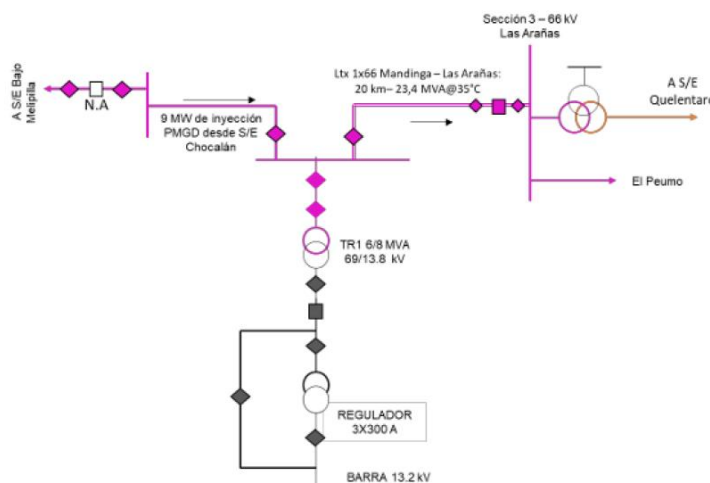 Sección 3 – 66 kV
Las Arañas
A S/E Bajo
Melipilla
N.A
9 MW de inyección
PMGD desde S/E
Chocalán
Ltx 1x66 Mandinga – Las Arañas:
20 km– 23,4 MVA@35°C
A S/E
Quelentaro
El Peumo
TR1 6/8 MVA
69/13.8 kV
REGULADOR
3X300 A
BARRA 13.2 kV